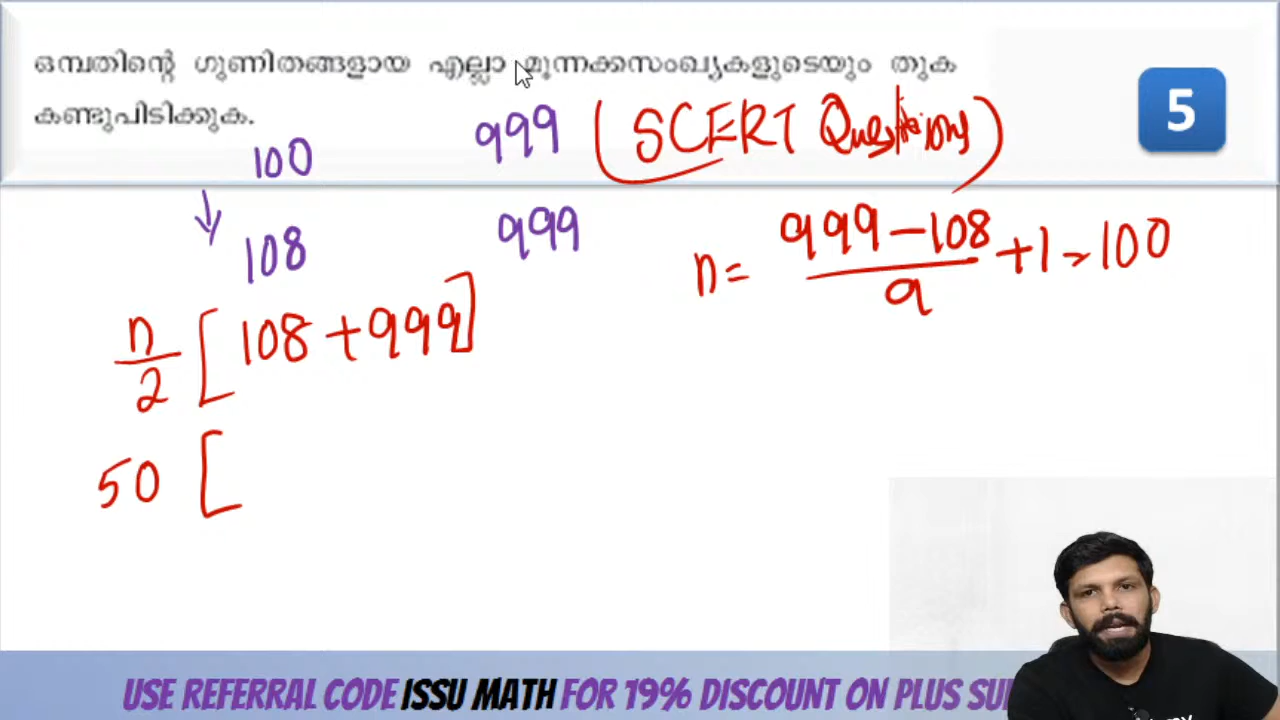 ഒമ്പതിന്റെ ഗുണിതങ്ങളായ എല്ലാ മൂന്നക്കസംഖ്യകളുടെയും തുക
കണ്ടുപിടിക്കുക.
5
100 999 (SCERT Questions)
108 999
n = 999 - 108 / 9 + 1 = 100
n/2 [108 + 999]
50 [
USE REFERRAL CODE ISSU MATH FOR 19% DISCOUNT ON PLUS